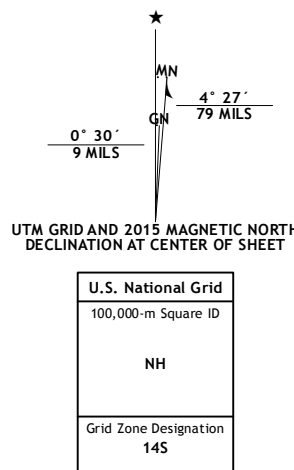 MN
4° 27´
79 MILS
GN
0° 30´
9 MILS
UTM GRID AND 2015 MAGNETIC NORTH
DECLINATION AT CENTER OF SHEET
U.S. National Grid
100,000-m Square ID
NH
Grid Zone Designation
14S